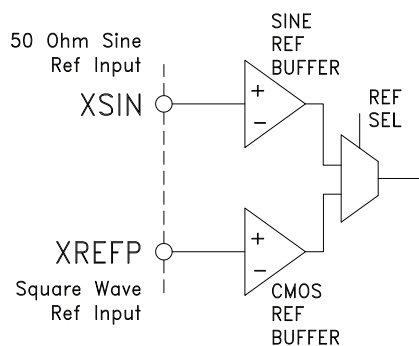 50 Ohm Sine
Ref Input
XSIN
SINE
REF
BUFFER
+
−
REF
SEL
XREFP
Square Wave
Ref Input
+
−
CMOS
REF
BUFFER